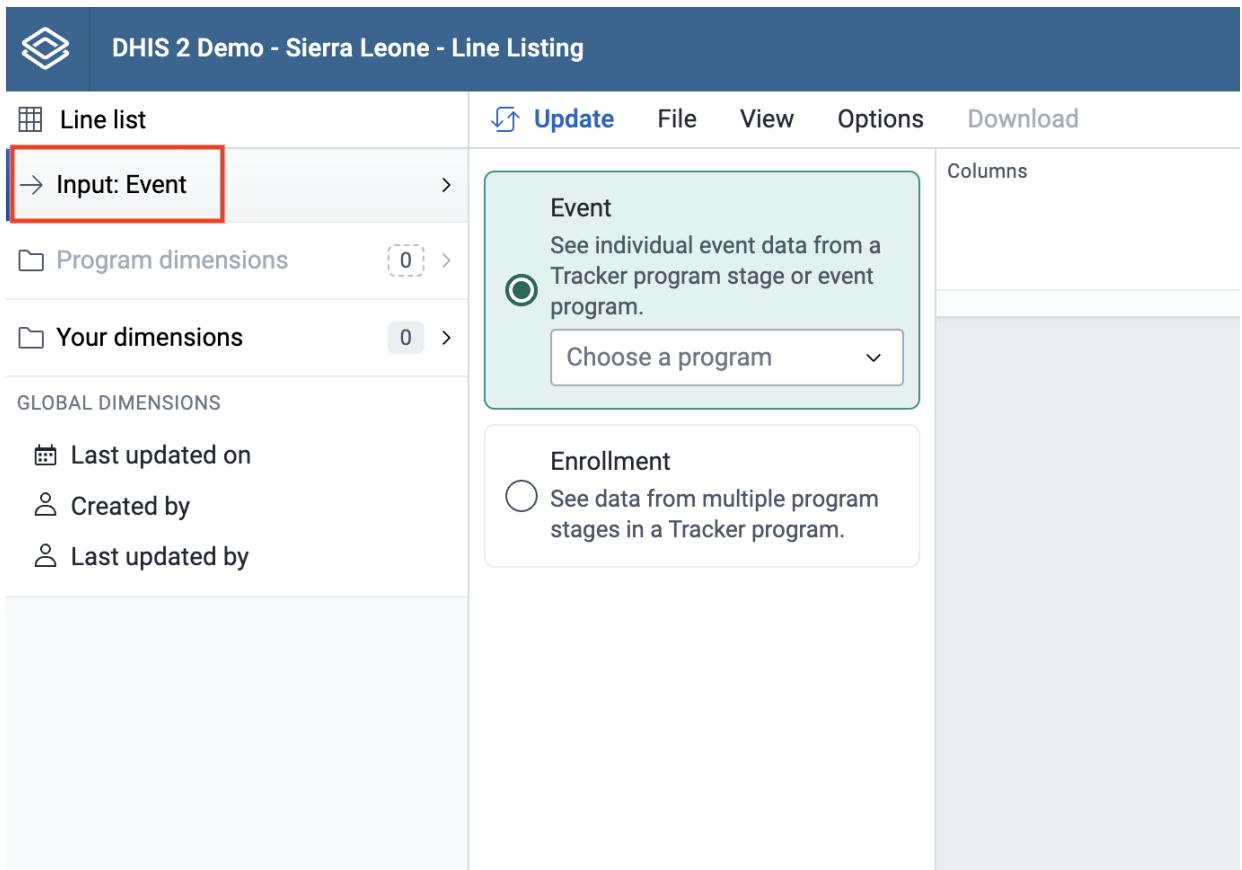 DHIS 2 Demo - Sierra Leone - Line Listing
Line list
Update File View Options Download
Input: Event
Program dimensions 0
Your dimensions 0
GLOBAL DIMENSIONS
Last updated on
Created by
Last updated by
Event
See individual event data from a
Tracker program stage or event
program.
Choose a program
Enrollment
See data from multiple program
stages in a Tracker program.
Columns